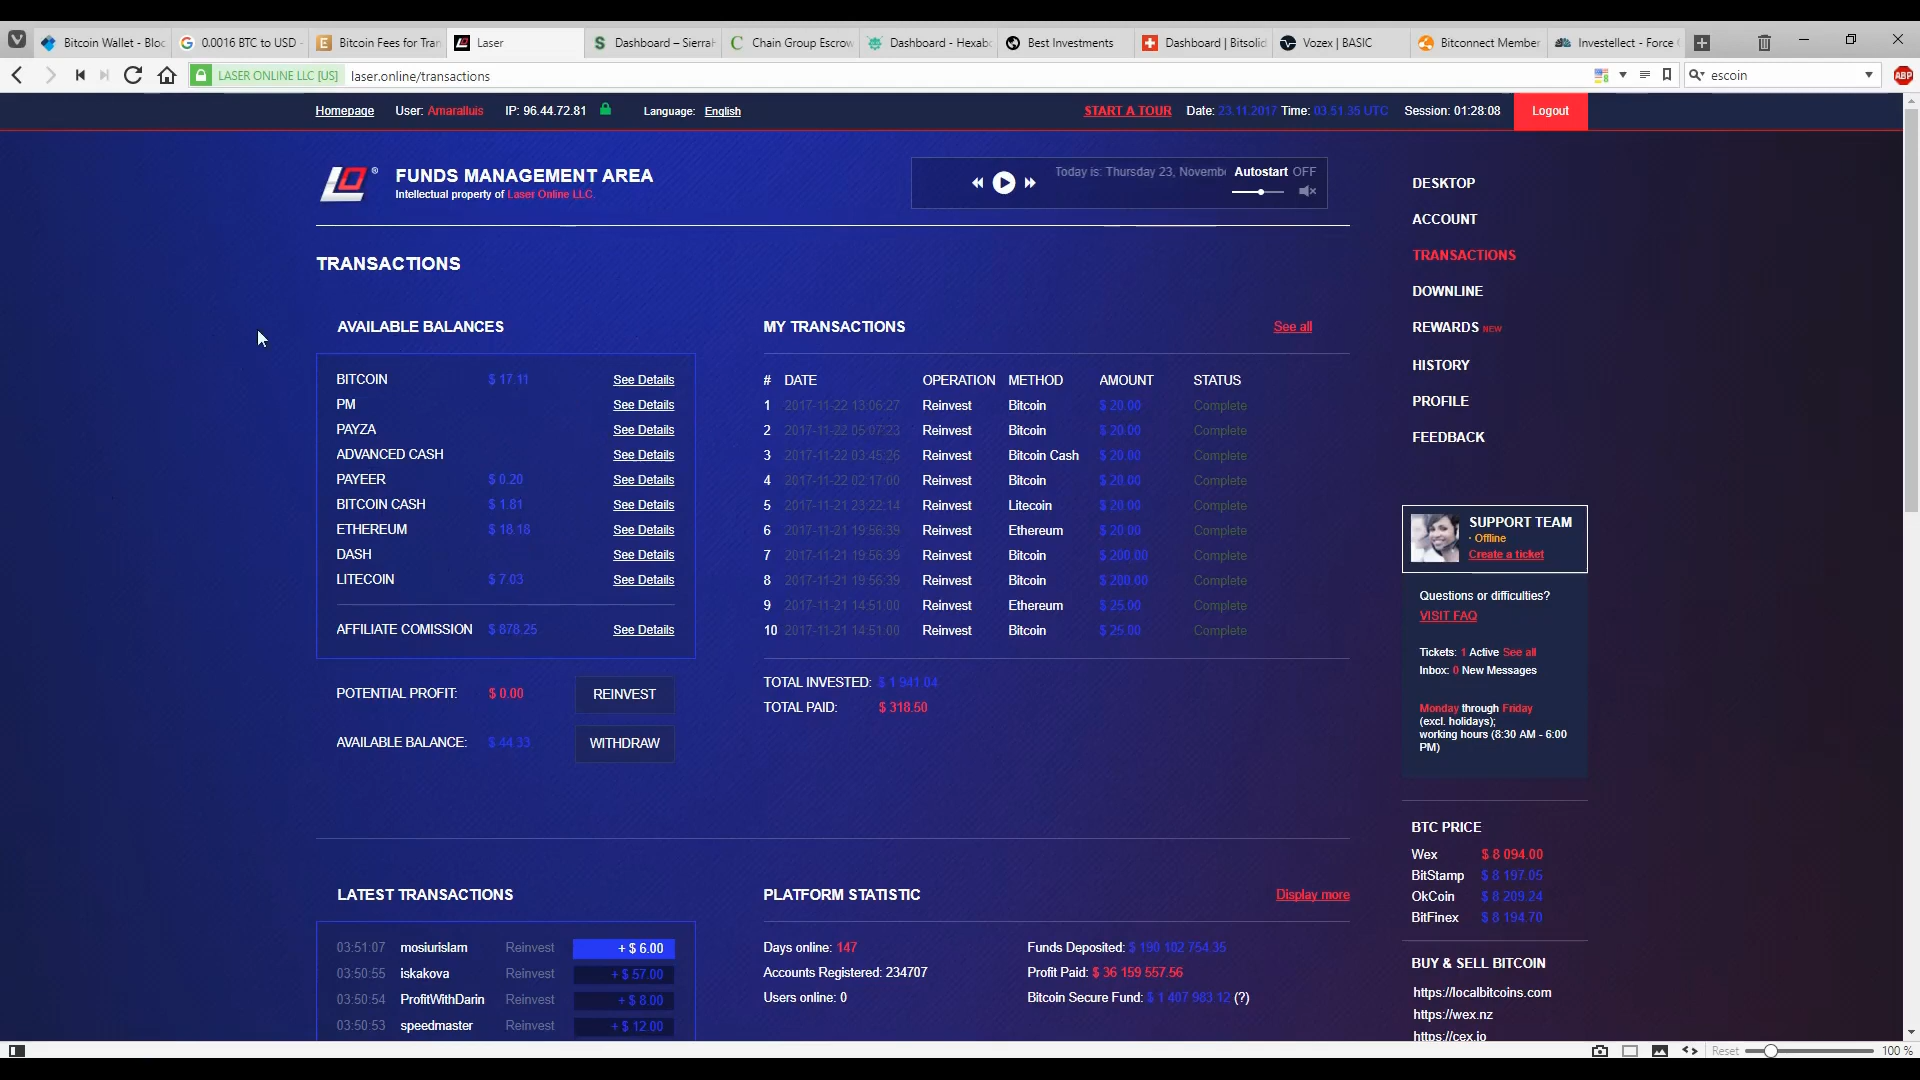 Bitcoin Wallet - Bloc
0.0016 BTC to USD -
Bitcoin Fees for Tran
Laser
Dashboard – Sierra
Chain Group Escrow
Dashboard - Hexab
Best Investments
Dashboard | Bitsolid
Vozex | BASIC
Bitconnect Member
Investellect - Force
LASER ONLINE LLC [US] laser.online/transactions
escoin
ABP
Homepage User: Amaralluis IP: 96.44.72.81 Language: English
START A TOUR Date: 23.11.2017 Time: 03:51:35 UTC Session: 01:28:08 Logout
FUNDS MANAGEMENT AREA
Intellectual property of Laser Online LLC.
Today is: Thursday 23, Novembe Autostart OFF
DESKTOP
ACCOUNT
TRANSACTIONS
DOWNLINE
REWARDS NEW
HISTORY
PROFILE
FEEDBACK
TRANSACTIONS
AVAILABLE BALANCES
BITCOIN $ 17.11 See Details
PM See Details
PAYZA See Details
ADVANCED CASH See Details
PAYEER $ 0.20 See Details
BITCOIN CASH $ 1.81 See Details
ETHEREUM $ 18.18 See Details
DASH See Details
LITECOIN $ 7.03 See Details
AFFILIATE COMISSION $ 878.25 See Details
POTENTIAL PROFIT: $ 0.00 REINVEST
AVAILABLE BALANCE: $ 44.33 WITHDRAW
MY TRANSACTIONS See all
# DATE OPERATION METHOD AMOUNT STATUS
1 2017-11-22 13:06:27 Reinvest Bitcoin $ 20.00 Complete
2 2017-11-22 05:07:23 Reinvest Bitcoin $ 20.00 Complete
3 2017-11-22 03:45:26 Reinvest Bitcoin Cash $ 20.00 Complete
4 2017-11-22 02:17:00 Reinvest Bitcoin $ 20.00 Complete
5 2017-11-21 23:22:14 Reinvest Litecoin $ 20.00 Complete
6 2017-11-21 19:56:39 Reinvest Ethereum $ 20.00 Complete
7 2017-11-21 19:56:39 Reinvest Bitcoin $ 200.00 Complete
8 2017-11-21 19:56:39 Reinvest Bitcoin $ 200.00 Complete
9 2017-11-21 14:51:00 Reinvest Ethereum $ 25.00 Complete
10 2017-11-21 14:51:00 Reinvest Bitcoin $ 25.00 Complete
TOTAL INVESTED: $ 1 941.04
TOTAL PAID: $ 318.50
SUPPORT TEAM
· Offline
Create a ticket
Questions or difficulties?
VISIT FAQ
Tickets: 1 Active See all
Inbox: 0 New Messages
Monday through Friday
(excl. holidays);
working hours (8:30 AM - 6:00
PM)
BTC PRICE
Wex $ 8 094.00
BitStamp $ 8 197.05
OkCoin $ 8 209.24
BitFinex $ 8 194.70
BUY & SELL BITCOIN
https://localbitcoins.com
https://wex.nz
https://cex.io
LATEST TRANSACTIONS
03:51:07 mosiurislam Reinvest + $ 6.00
03:50:55 iskakova Reinvest + $ 57.00
03:50:54 ProfitWithDarin Reinvest + $ 8.00
03:50:53 speedmaster Reinvest + $ 12.00
PLATFORM STATISTIC Display more
Days online: 147 Funds Deposited: $ 190 102 754.35
Accounts Registered: 234707 Profit Paid: $ 36 159 557.56
Users online: 0 Bitcoin Secure Fund: $ 1 407 983.12 (?)
Reset 100 %